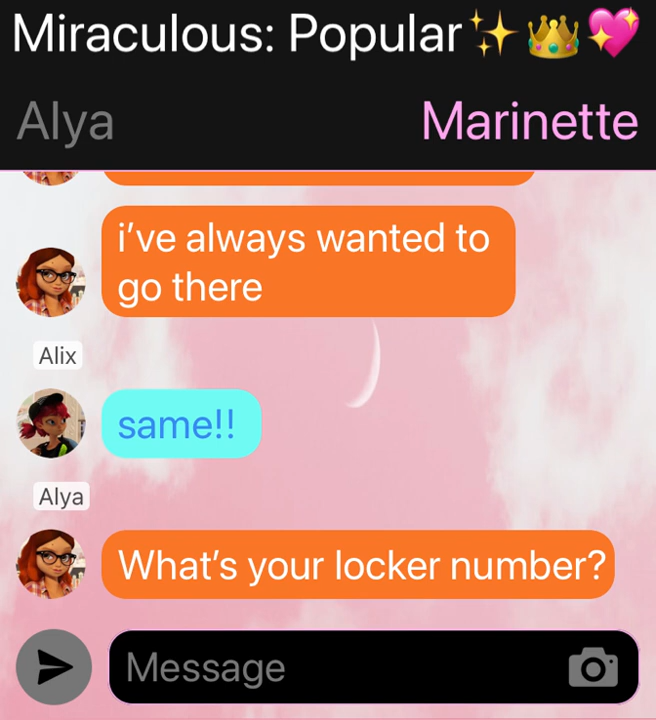 Miraculous: Popular✨👑💖
Alya
Marinette
i’ve always wanted to
go there
Alix
same!!
Alya
What’s your locker number?
Message